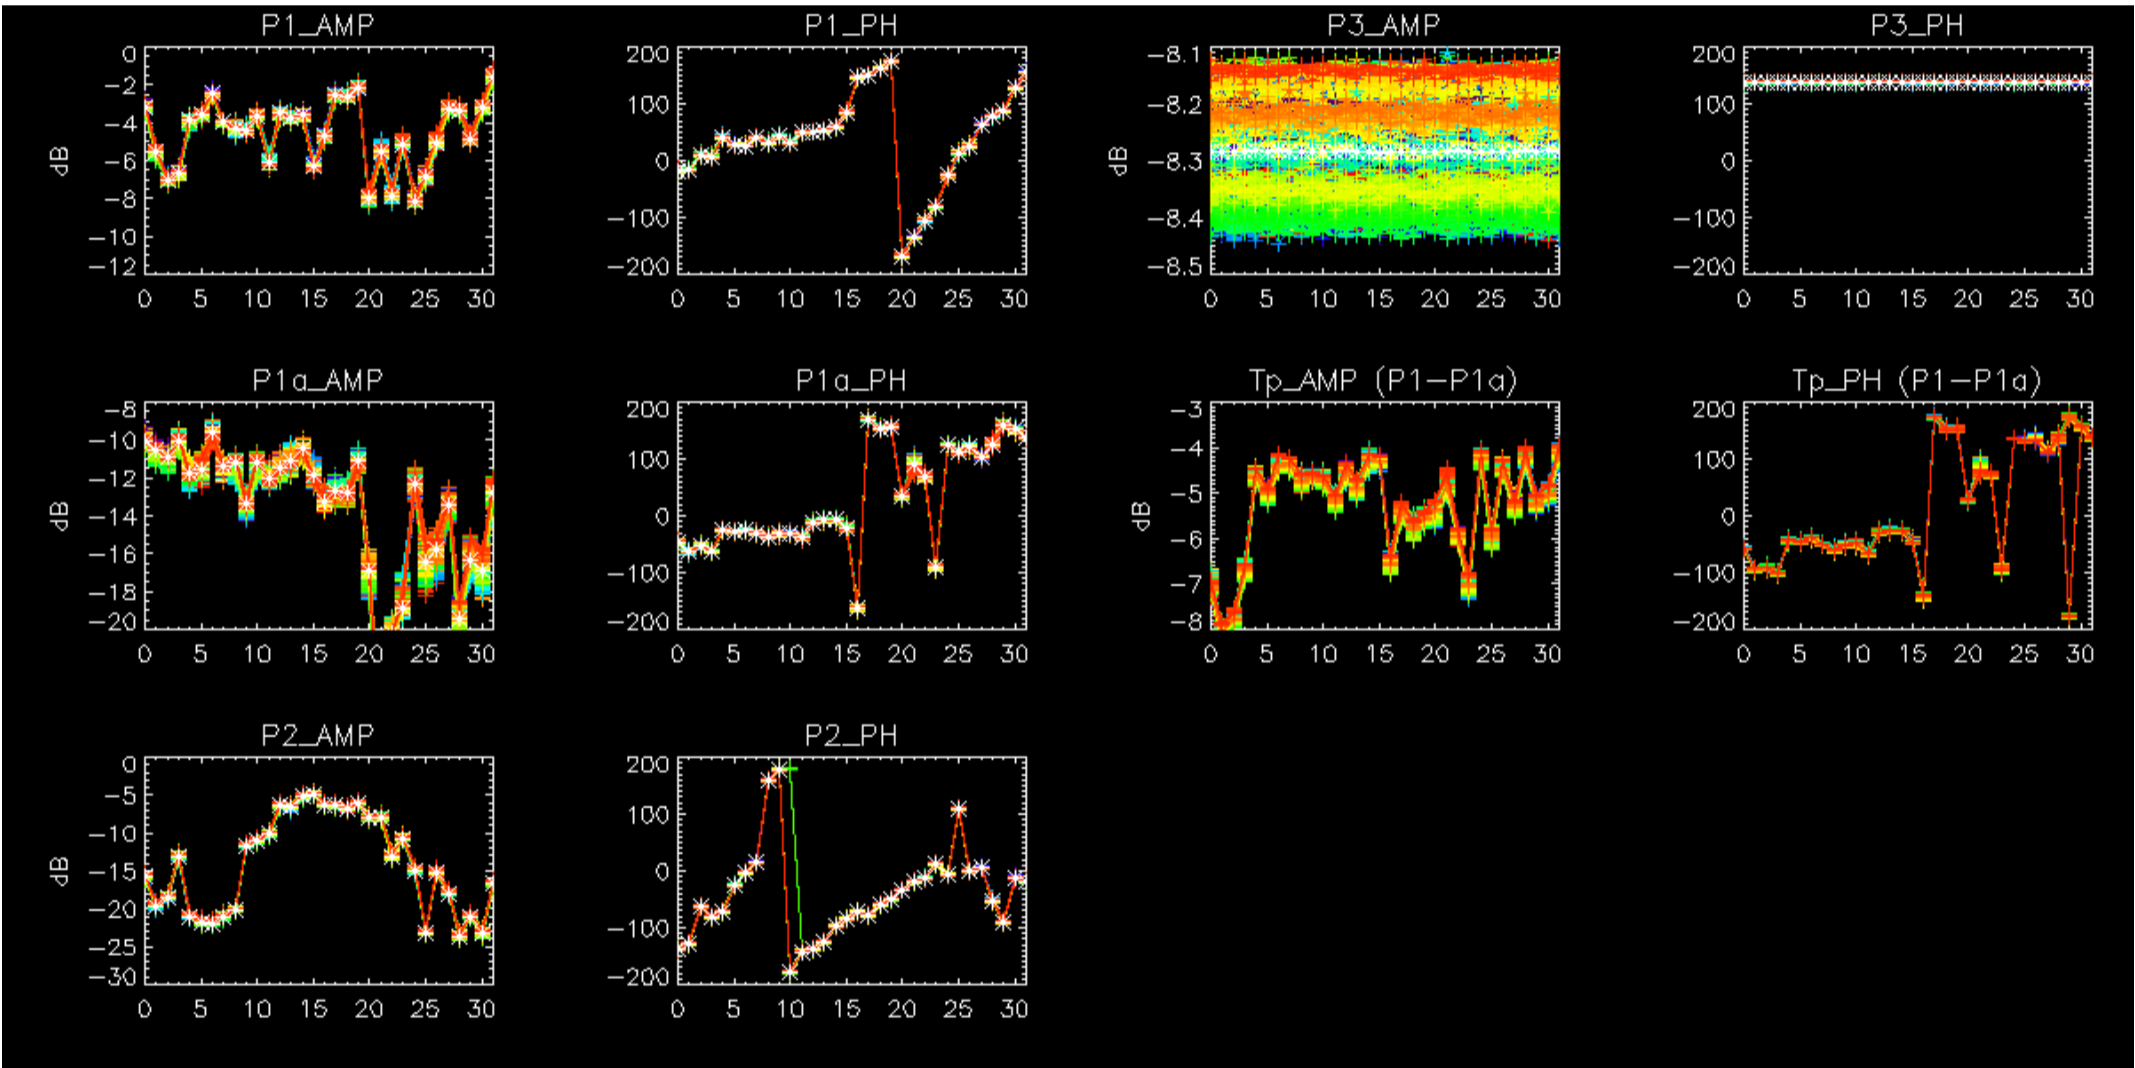 P1_AMP
0
−2
−4
−6
−8
−10
−12
dB
0 5 10 15 20 25 30
P1_PH
200
100
0
−100
−200
0 5 10 15 20 25 30
P3_AMP
−8.1
−8.2
−8.3
−8.4
−8.5
dB
0 5 10 15 20 25 30
P3_PH
200
100
0
−100
−200
0 5 10 15 20 25 30
P1a_AMP
−8
−10
−12
−14
−16
−18
−20
dB
0 5 10 15 20 25 30
P1a_PH
200
100
0
−100
−200
0 5 10 15 20 25 30
Tp_AMP (P1−P1a)
−3
−4
−5
−6
−7
−8
dB
0 5 10 15 20 25 30
Tp_PH (P1−P1a)
200
100
0
−100
−200
0 5 10 15 20 25 30
P2_AMP
0
−5
−10
−15
−20
−25
−30
dB
0 5 10 15 20 25 30
P2_PH
200
100
0
−100
−200
0 5 10 15 20 25 30